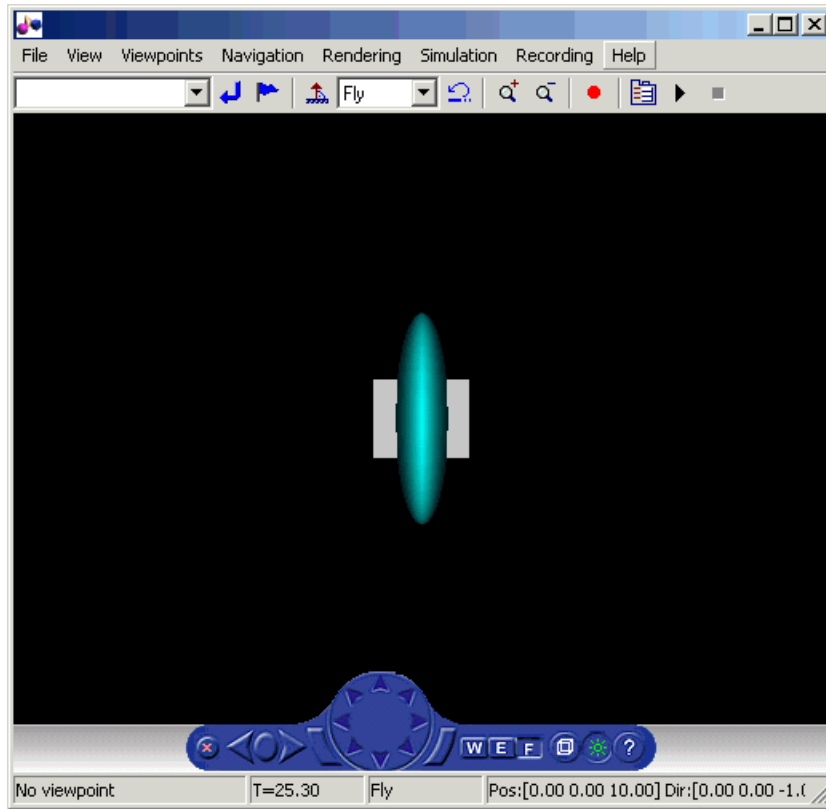 File View Viewpoints Navigation Rendering Simulation Recording Help
Fly
W E F ?
No viewpoint T=25.30 Fly Pos:[0.00 0.00 10.00] Dir:[0.00 0.00 -1.(